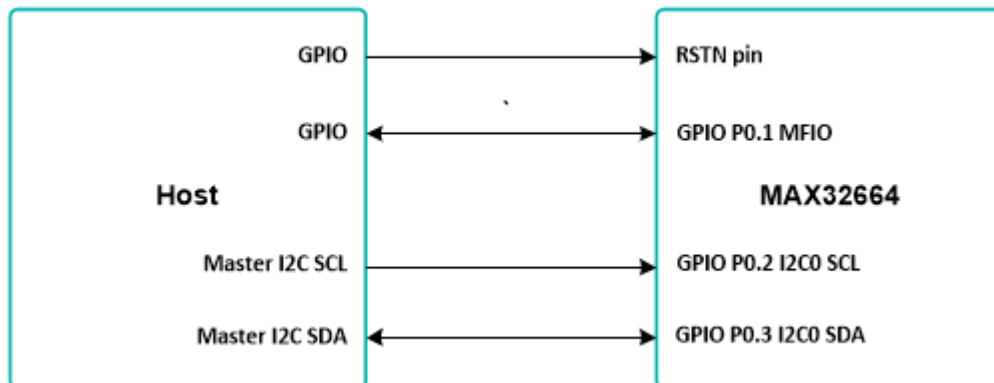 GPIO RSTN pin
GPIO GPIO P0.1 MFIO
Host MAX32664
Master I2C SCL GPIO P0.2 I2C0 SCL
Master I2C SDA GPIO P0.3 I2C0 SDA